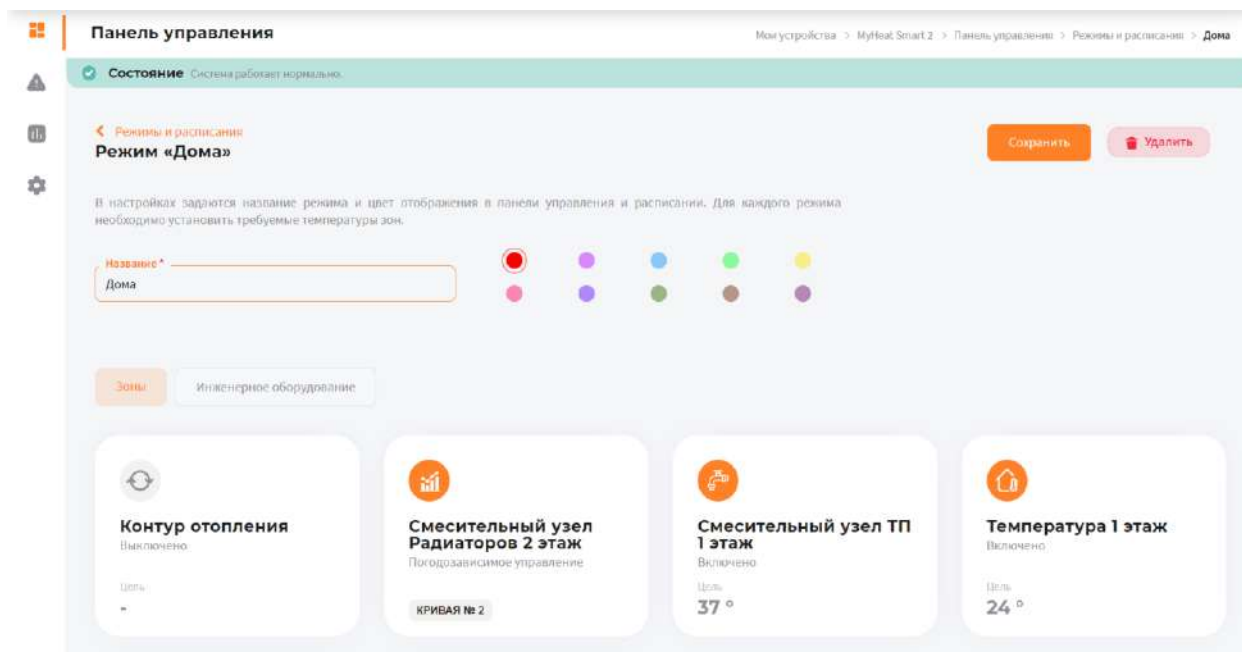 Панель управления
Мои устройства > MyHeat Smart 2 > Панель управления > Режимы и расписания > Дома
Состояние Система работает нормально.
Режимы и расписания
Режим «Дома»
Сохранить
Удалить
В настройках задаются название режима и цвет отображения в панели управления и расписании. Для каждого режима
необходимо установить требуемые температуры зон.
Название *
Дома
Зоны
Инженерное оборудование
Контур отопления
Выключено
Цель
-
Смесительный узел
Радиаторов 2 этаж
Погодозависимое управление
КРИВАЯ № 2
Смесительный узел ТП
1 этаж
Включено
Цель
37 °
Температура 1 этаж
Включено
Цель
24 °